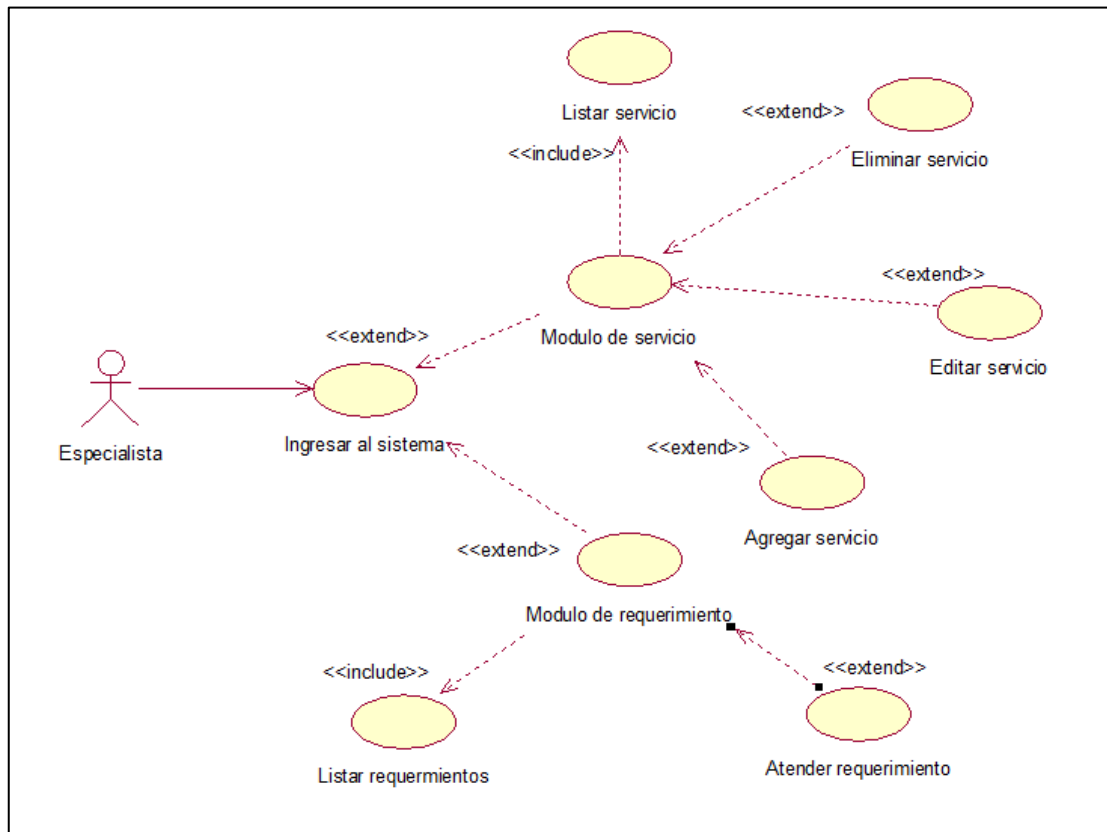 Listar servicio
<<extend>>
<<include>>
Eliminar servicio
<<extend>>
<<extend>>
Modulo de servicio
Editar servicio
Especialista
Ingresar al sistema
<<extend>>
Agregar servicio
<<extend>>
Modulo de requerimiento
<<include>>
<<extend>>
Listar requermientos
Atender requerimiento